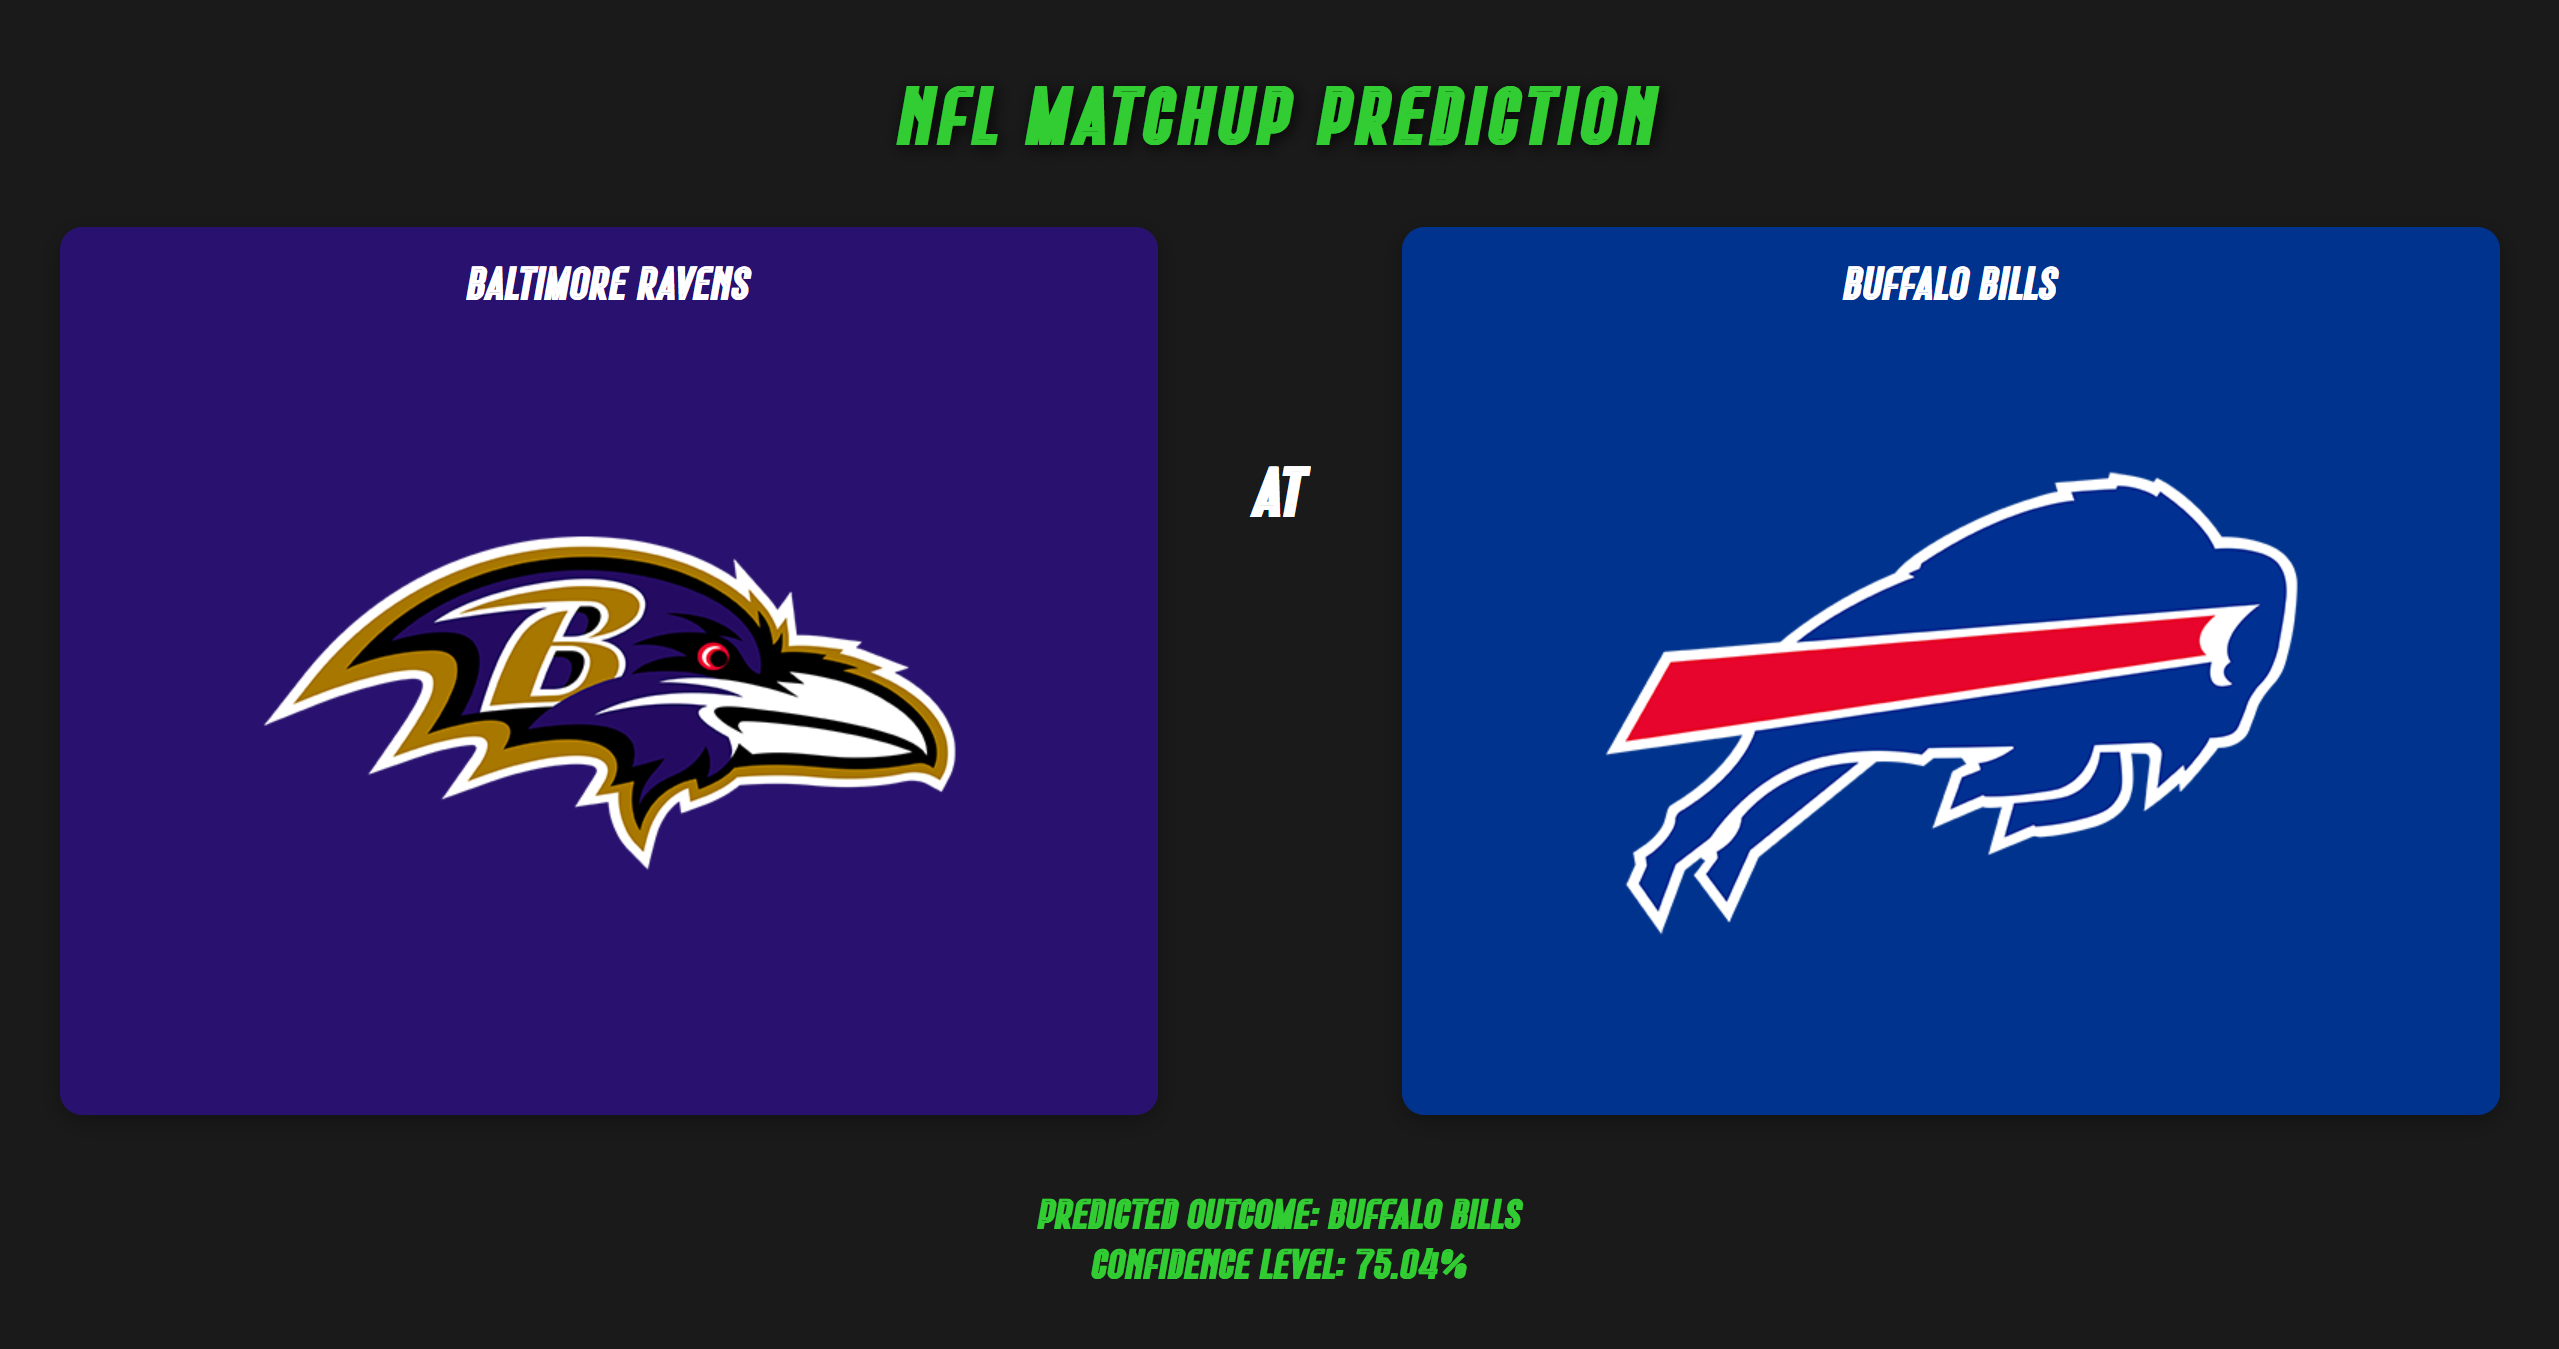 NFL MATCHUP PREDICTION
BALTIMORE RAVENS
B
AT
BUFFALO BILLS
PREDICTED OUTCOME: BUFFALO BILLS
CONFIDENCE LEVEL: 75.04%